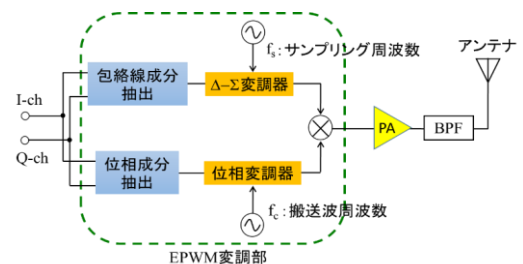 アンテナ
fs:サンプリング周波数
包絡線成分
抽出
Δ–Σ変調器
I-ch
Q-ch
PA
BPF
位相成分
抽出
位相変調器
fc:搬送波周波数
EPWM変調部